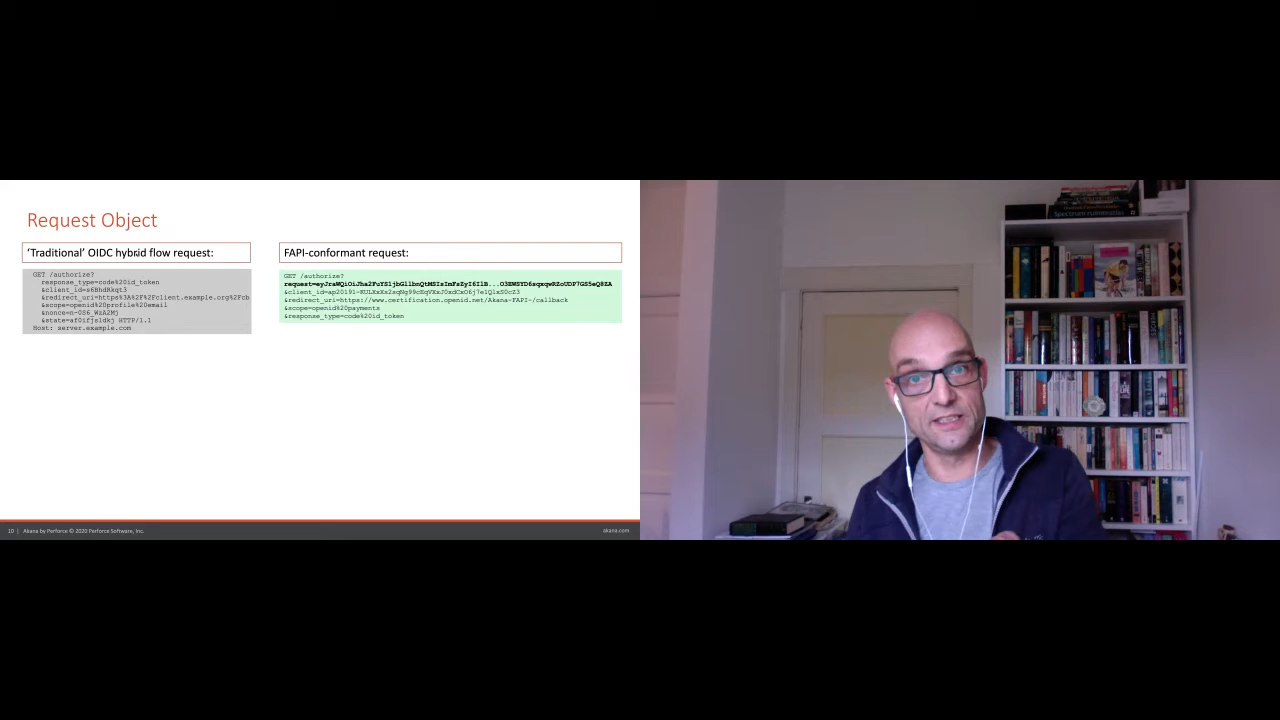 Request Object
‘Traditional’ OIDC hybrid flow request:
GET /authorize?
response_type=code%20id_token
&client_id=s6BhdRkqt3
&redirect_uri=https%3A%2F%2Fclient.example.org%2Fcb
&scope=openid%20profile%20email
&nonce=n-0S6_WzA2Mj
&state=af0ifjsldkj HTTP/1.1
Host: server.example.com
FAPI-conformant request:
GET /authorize?
&redirect_uri=https://www.certification.openid.net/Akana-FAPI-/callback
&scope=openid%20payments
&response_type=code%20id_token
10 | Akana by Perforce © 2020 Perforce Software, Inc.
akana.com